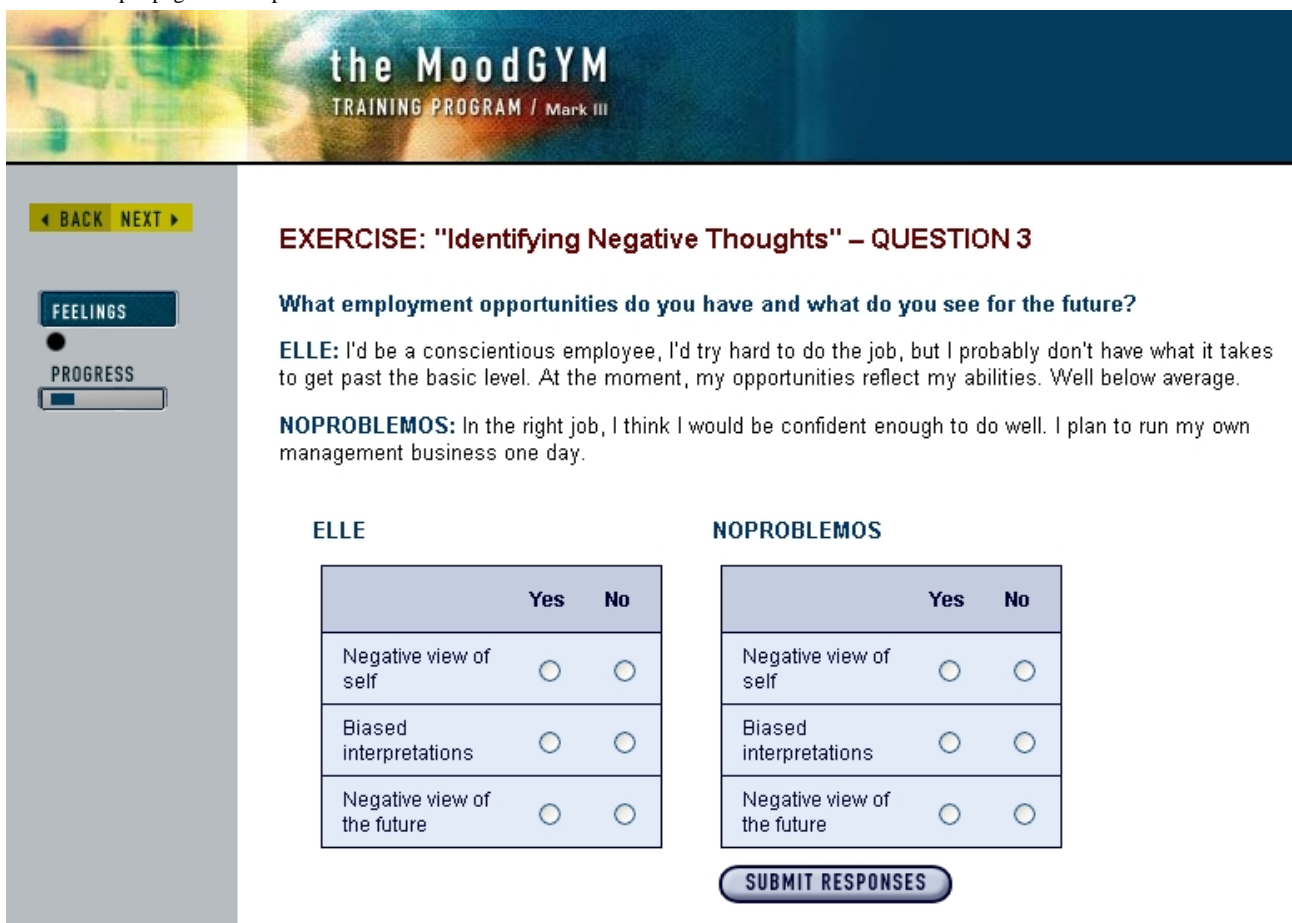 the MoodGYM
TRAINING PROGRAM / Mark III
BACK NEXT
EXERCISE: "Identifying Negative Thoughts" – QUESTION 3
FEELINGS
PROGRESS
What employment opportunities do you have and what do you see for the future?
ELLE: I'd be a conscientious employee, I'd try hard to do the job, but I probably don't have what it takes
to get past the basic level. At the moment, my opportunities reflect my abilities. Well below average.
NOPROBLEMOS: In the right job, I think I would be confident enough to do well. I plan to run my own
management business one day.
ELLE
Yes No
Negative view of
self
Biased
interpretations
Negative view of
the future
NOPROBLEMOS
Yes No
Negative view of
self
Biased
interpretations
Negative view of
the future
SUBMIT RESPONSES